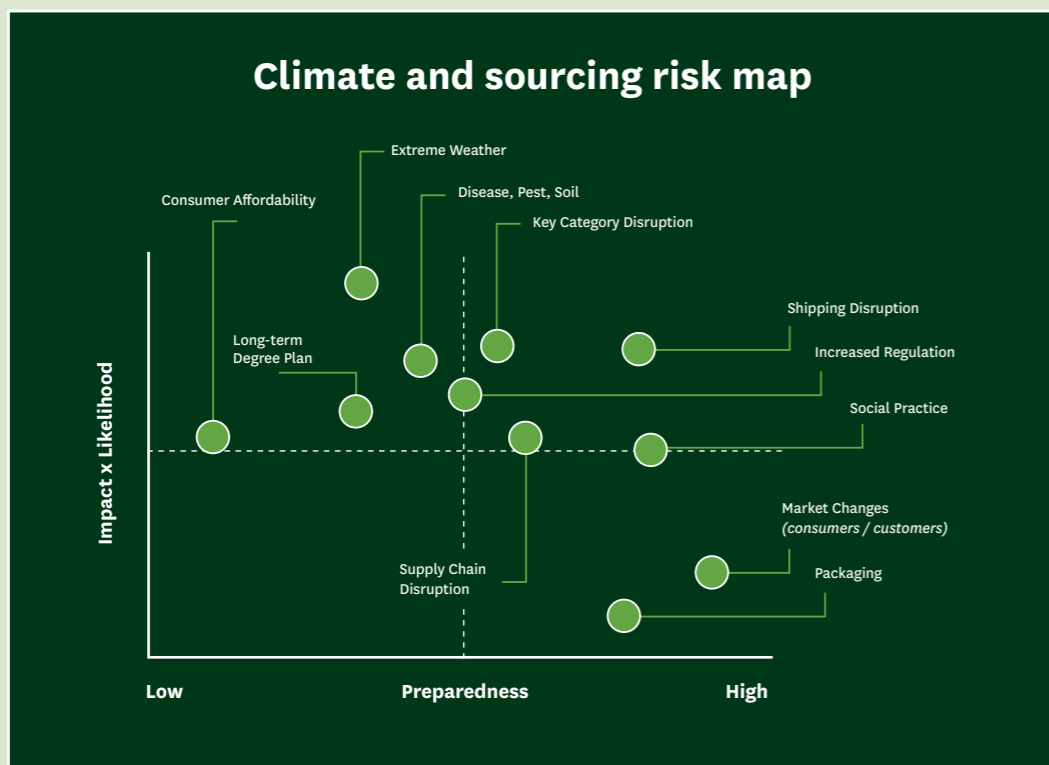 Climate and sourcing risk map
Extreme Weather
Disease, Pest, Soil
Consumer Affordability
Key Category Disruption
Shipping Disruption
Long-term
Degree Plan
Increased Regulation
Social Practice
Impact x Likelihood
Market Changes
(consumers / customers)
Supply Chain
Disruption
Packaging
Low
Preparedness
High